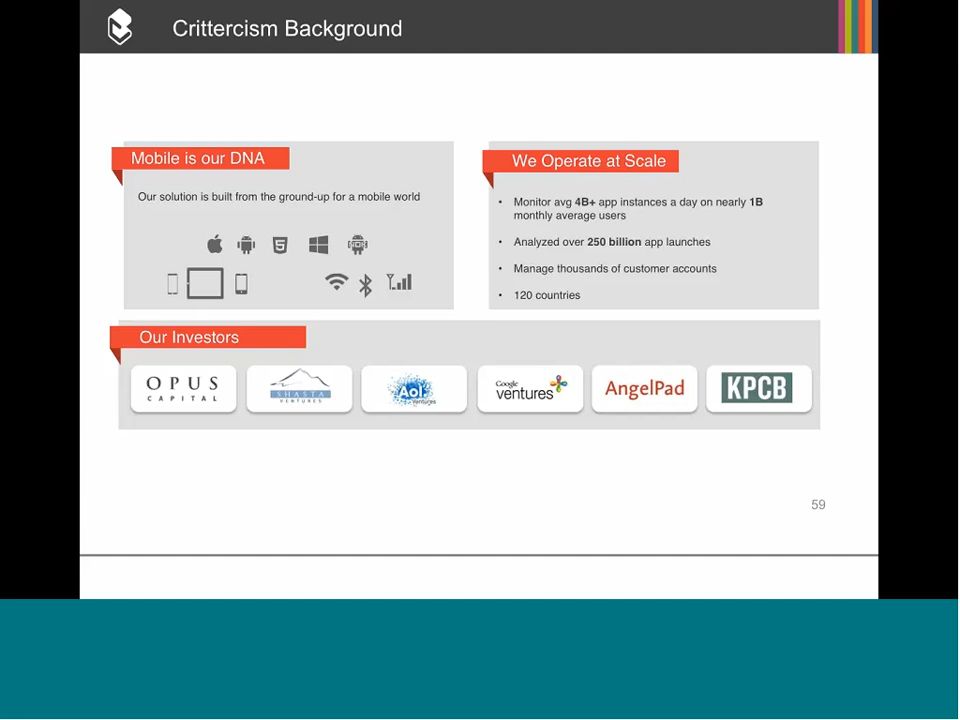 Crittercism Background
Mobile is our DNA
Our solution is built from the ground-up for a mobile world
5
We Operate at Scale
• Monitor avg 4B+ app instances a day on nearly 1B
monthly average users
• Analyzed over 250 billion app launches
• Manage thousands of customer accounts
• 120 countries
Our Investors
OPUS
CAPITAL
SHASTA
VENTURES
Aol
Ventures
Google
ventures
AngelPad
KPCB
59